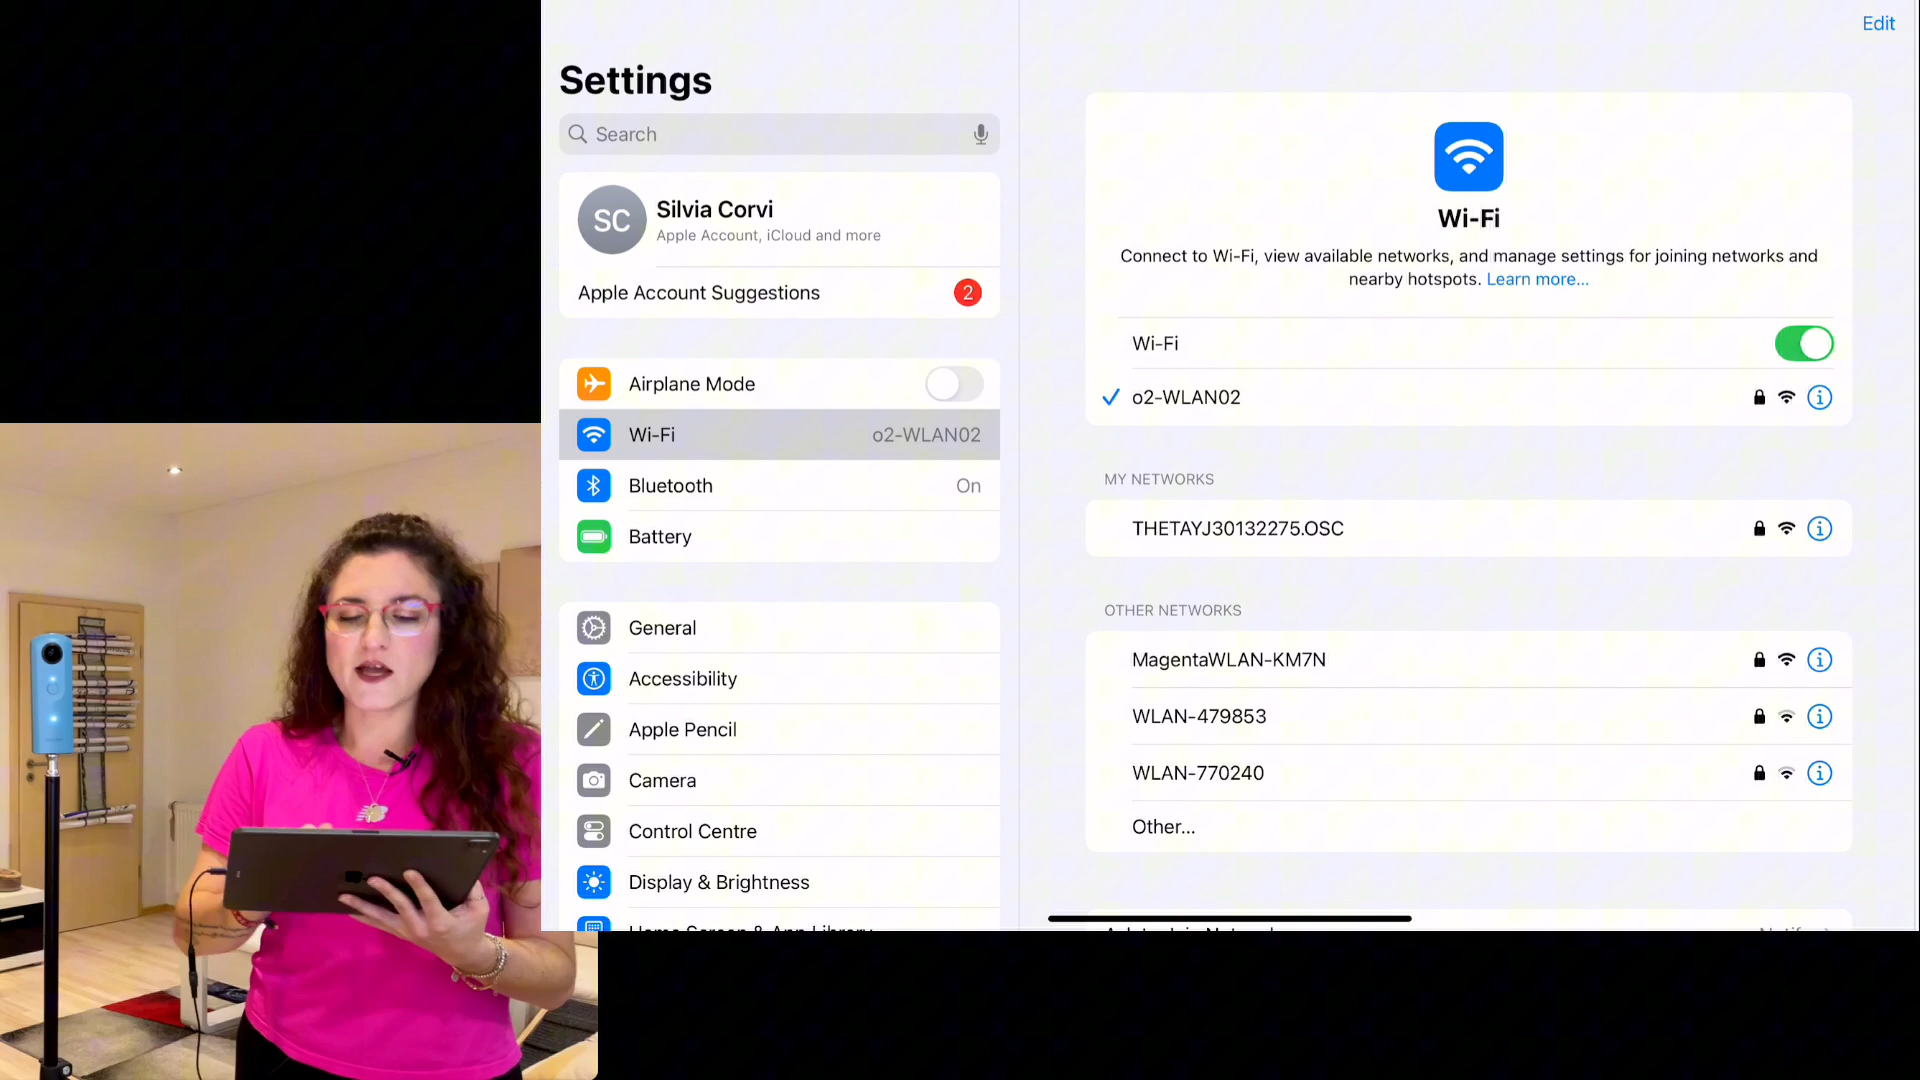 Edit
Settings
Search
SC
Silvia Corvi
Apple Account, iCloud and more
Apple Account Suggestions
2
Airplane Mode
Wi-Fi
o2-WLAN02
Bluetooth
On
Battery
General
Accessibility
Apple Pencil
Camera
Control Centre
Display & Brightness
Wi-Fi
Connect to Wi-Fi, view available networks, and manage settings for joining networks and
nearby hotspots. Learn more...
Wi-Fi
o2-WLAN02
MY NETWORKS
THETAYJ30132275.OSC
OTHER NETWORKS
MagentaWLAN-KM7N
WLAN-479853
WLAN-770240
Other...